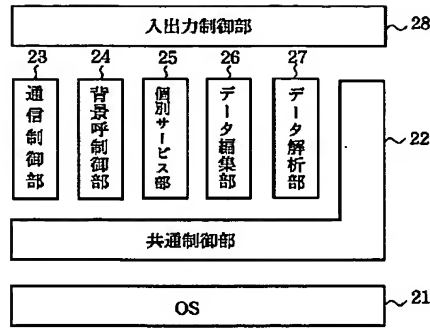 入出力制御部
28
23
24
25
26
27
通信制御部
背景呼制御部
個別サービス部
データ編集部
データ解析部
22
共通制御部
21
OS